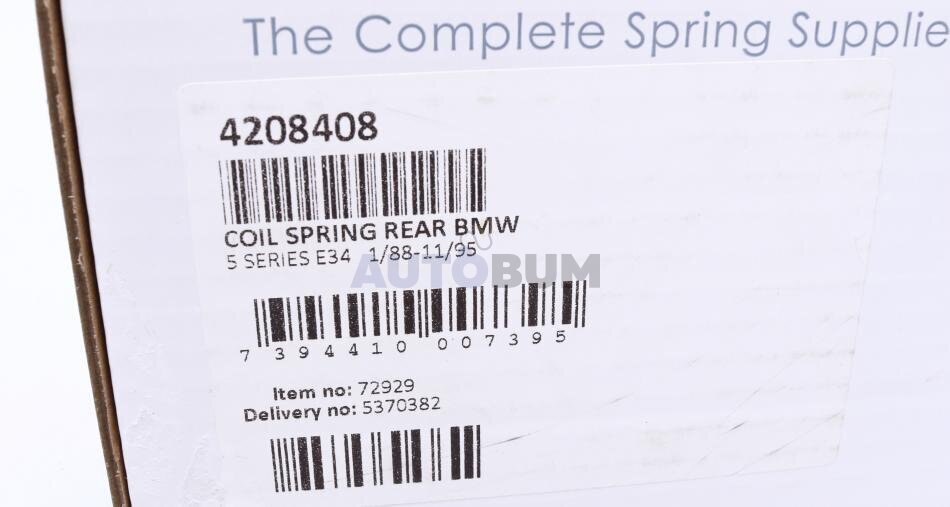 The Complete Spring Supplie
4208408
COIL SPRING REAR BMW
5 SERIES E34 1/88-11/95
AUTOBUM
7 394410 007395
Item no: 72929
Delivery no: 5370382